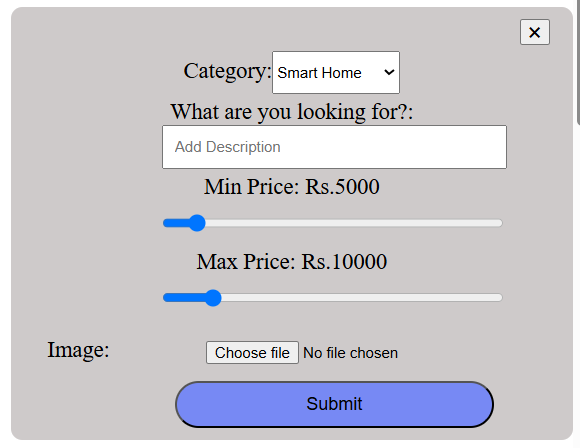 ×
Category: Smart Home
What are you looking for?:
Add Description
Min Price: Rs.5000
Max Price: Rs.10000
Image: Choose file No file chosen
Submit